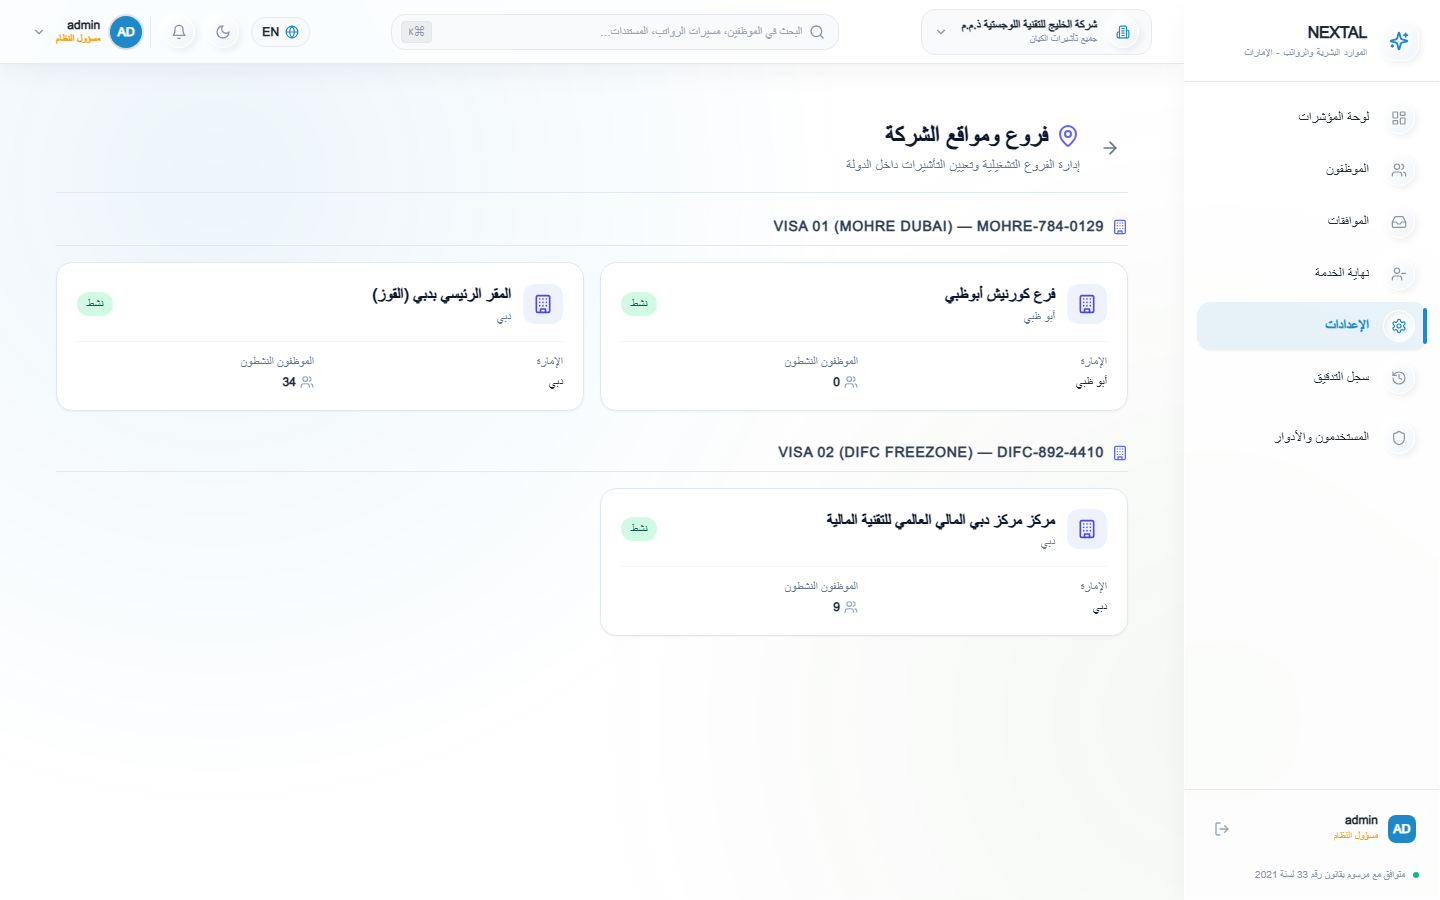 NEXTAL
الموارد البشرية والرواتب - الإمارات
لوحة المؤشرات
الموظفون
الموافقات
نهاية الخدمة
الإعدادات
سجل التدقيق
المستخدمون والأدوار
AD
admin
مسؤول النظام
متوافق مع مرسوم بقانون رقم 33 لسنة 2021
شركة الخليج للتقنية اللوجستية ذ.م.م
جميع تأشيرات الكيان
البحث في الموظفين، مسيرات الرواتب، المستندات...
⌘K
EN
AD
admin
مسؤول النظام
فروع ومواقع الشركة
إدارة الفروع التشغيلية وتعيين التأشيرات داخل الدولة
VISA 01 (MOHRE DUBAI) — MOHRE-784-0129
فرع كورنيش أبوظبي
أبو ظبي
نشط
الإمارة
أبو ظبي
الموظفون النشطون
0
المقر الرئيسي بدبي (القوز)
دبي
نشط
الإمارة
دبي
الموظفون النشطون
34
VISA 02 (DIFC FREEZONE) — DIFC-892-4410
مركز مركز دبي المالي العالمي للتقنية المالية
دبي
نشط
الإمارة
دبي
الموظفون النشطون
9